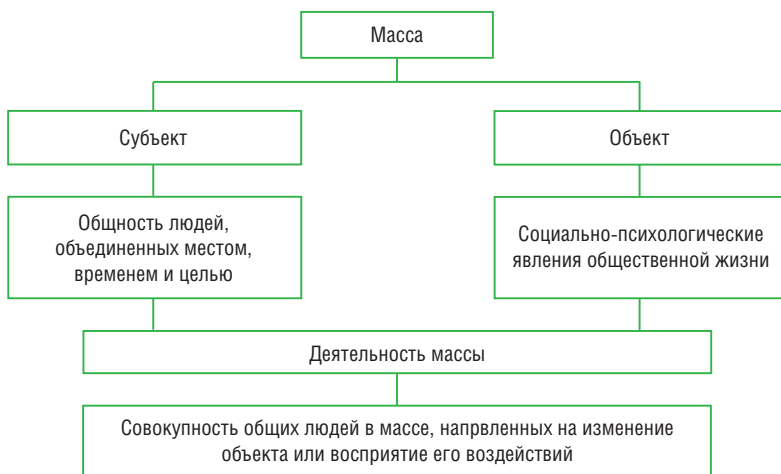 Масса
Субъект
Объект
Общность людей,
объединенных местом,
временем и целью
Социально-психологические
явления общественной жизни
Деятельность массы
Совокупность общих людей в массе, напрвленных на изменение
объекта или восприятие его воздействий